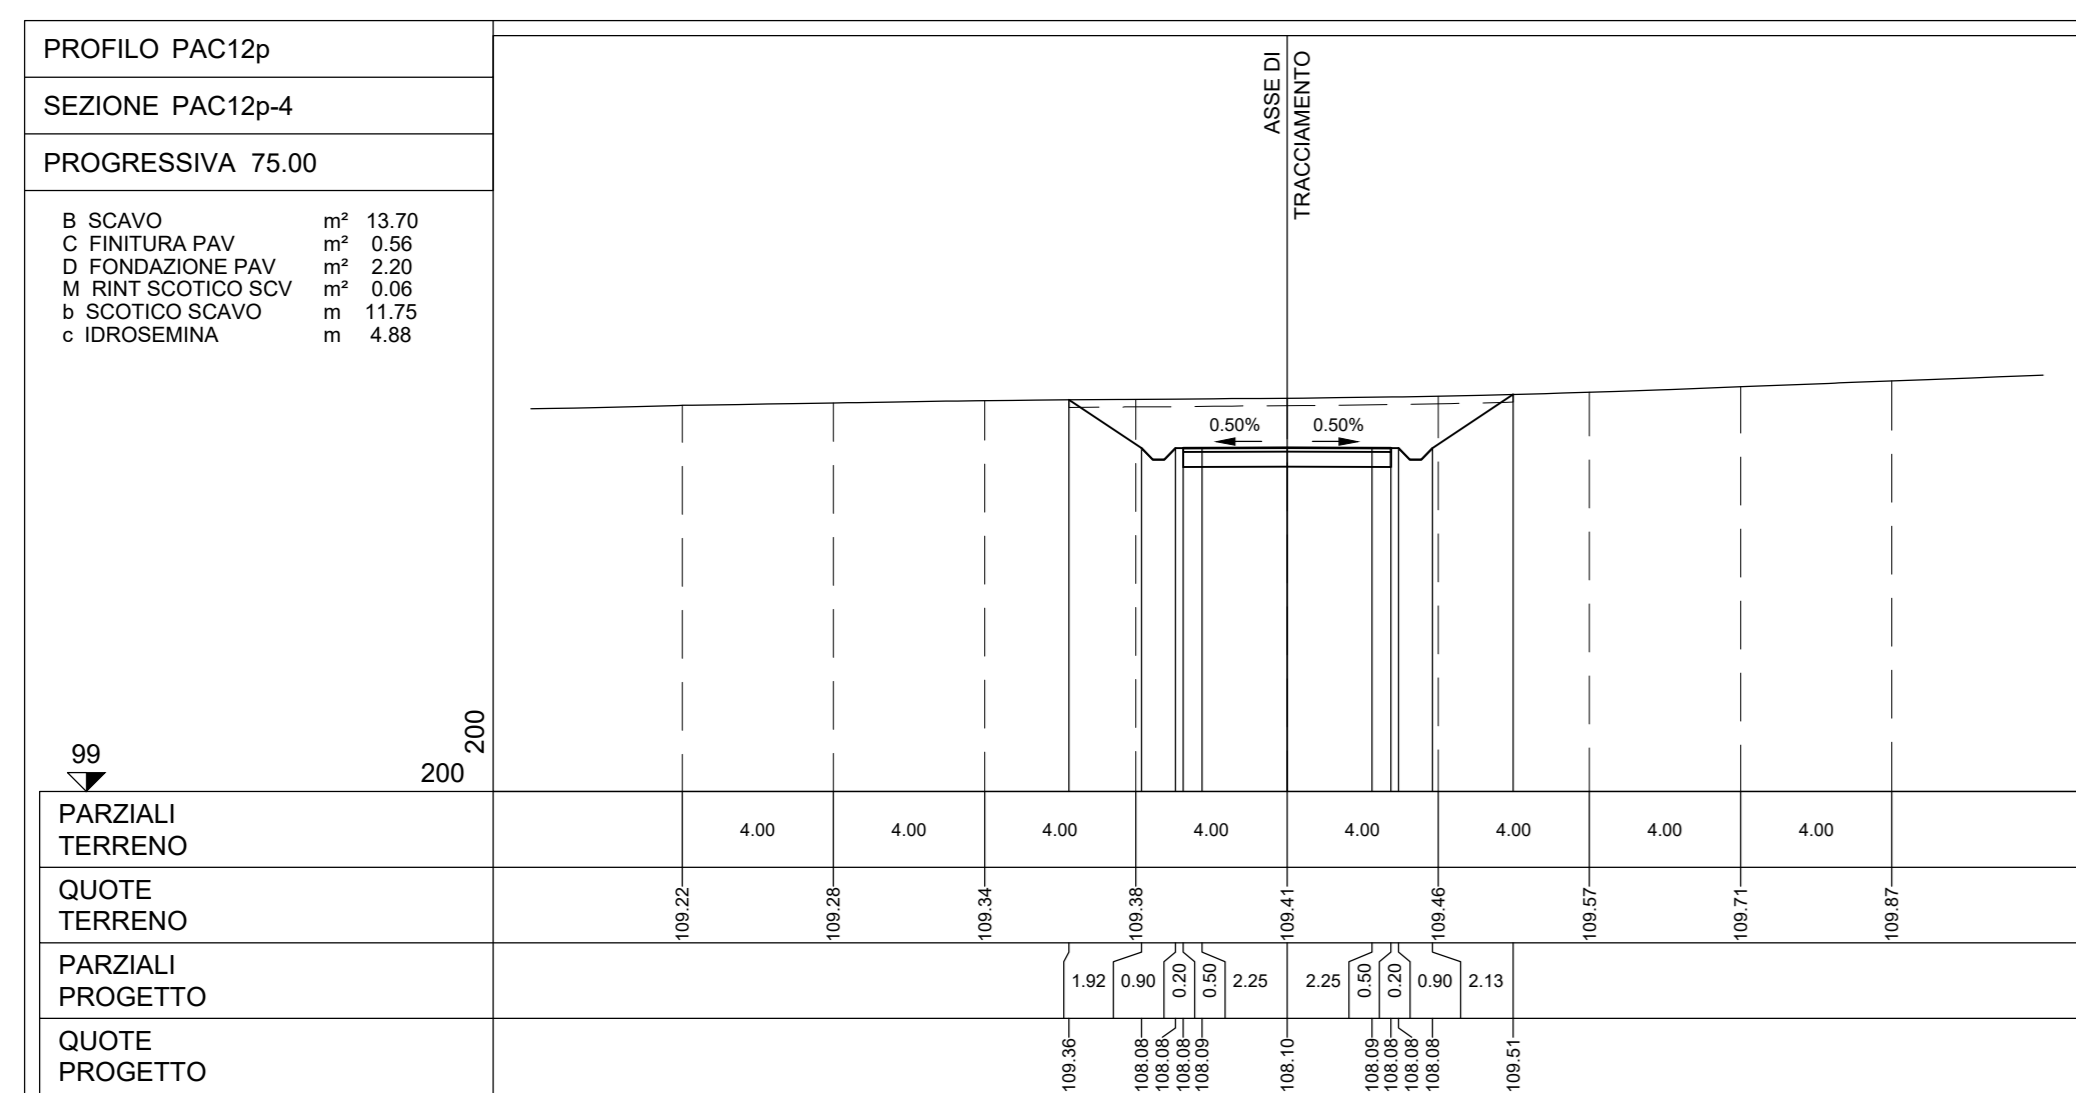 PROFILO PAC12p
SEZIONE PAC12p-4
PROGRESSIVA 75.00
B SCAVO m² 13.70
C FINITURA PAV m² 0.56
D FONDAZIONE PAV m² 2.20
M RINT SCOTICO SCV m² 0.06
b SCOTICO SCAVO m 11.75
c IDROSEMINA m 4.88
ASSE DI
TRACCIAMENTO
0.50% 0.50%
99
200
200
PARZIALI
TERRENO
4.00 4.00 4.00 4.00 4.00 4.00 4.00 4.00
QUOTE
TERRENO
109.22 109.28 109.34 109.38 109.41 109.46 109.57 109.71 109.87
PARZIALI
PROGETTO
1.92 0.90 0.20 0.50 2.25 2.25 0.50 0.20 0.90 2.13
QUOTE
PROGETTO
109.36 108.08 108.08 108.08 108.09 108.10 108.09 108.08 108.08 108.08 109.51